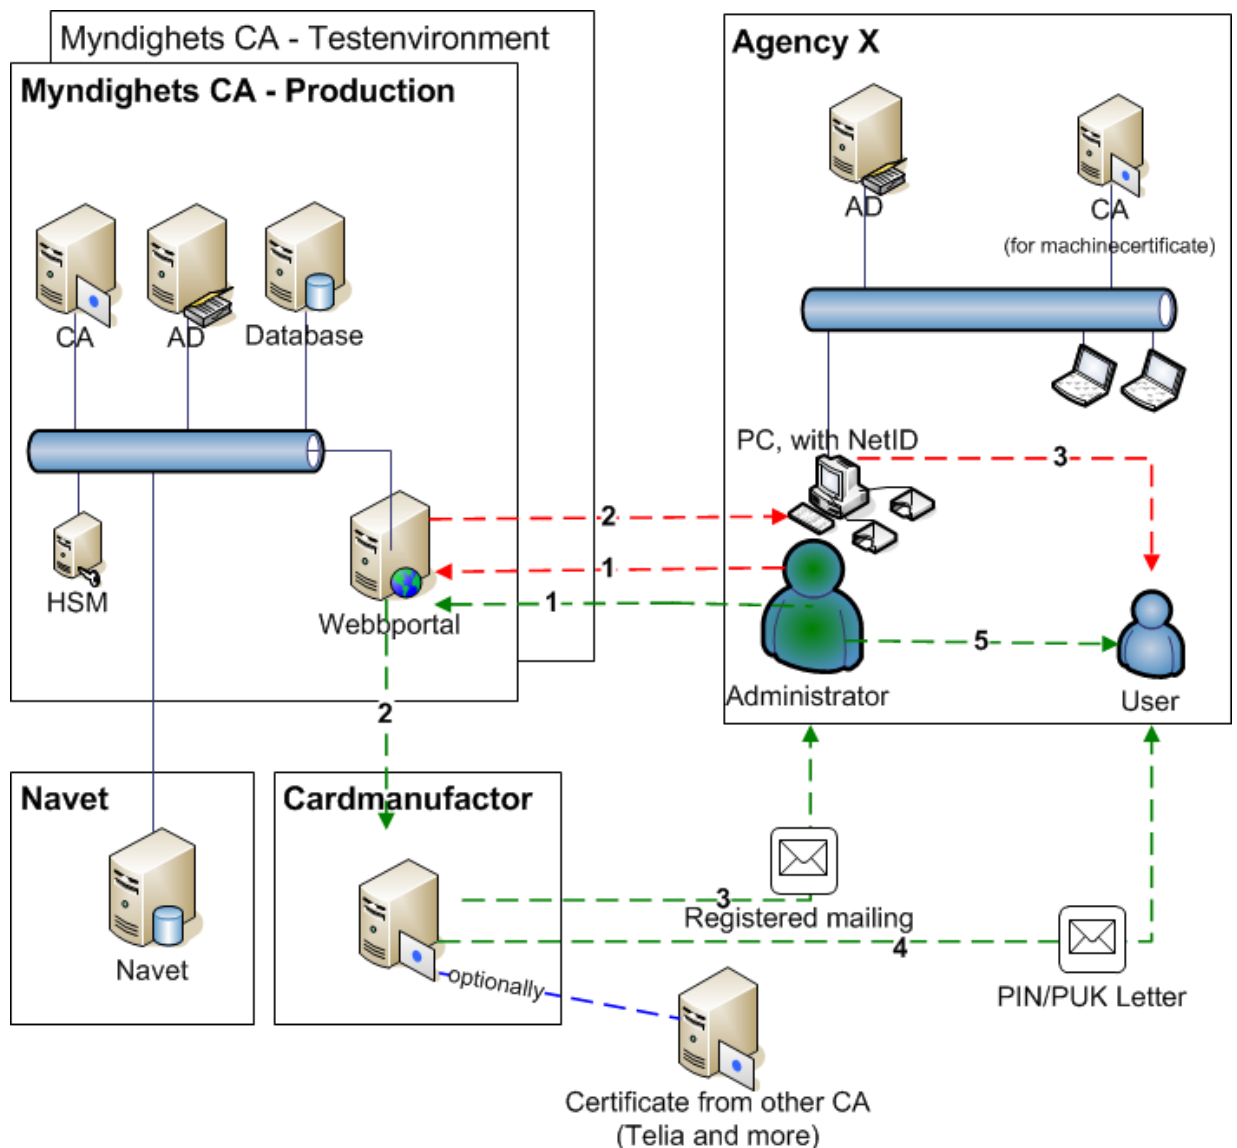 Myndighets CA - Testenvironment
Myndighets CA - Production
CA
AD
Database
HSM
Webbportal
Agency X
AD
CA
(for machinecertificate)
PC, with NetID
3
2
1
1
5
Administrator
User
2
Navet
Navet
Cardmanufactor
3
Registered mailing
4
PIN/PUK Letter
optionally
Certificate from other CA
(Telia and more)